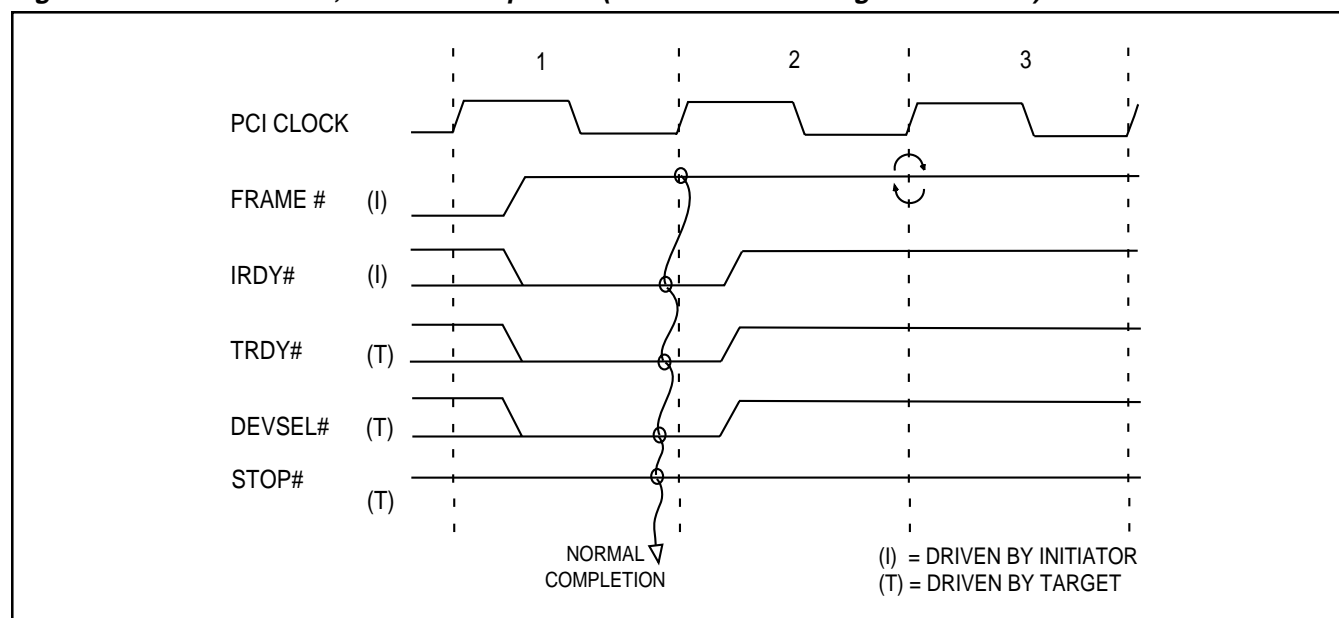 1 2 3
PCI CLOCK
FRAME # (I)
IRDY# (I)
TRDY# (T)
DEVSEL# (T)
STOP#
(T)
NORMAL
COMPLETION
(I) = DRIVEN BY INITIATOR
(T) = DRIVEN BY TARGET